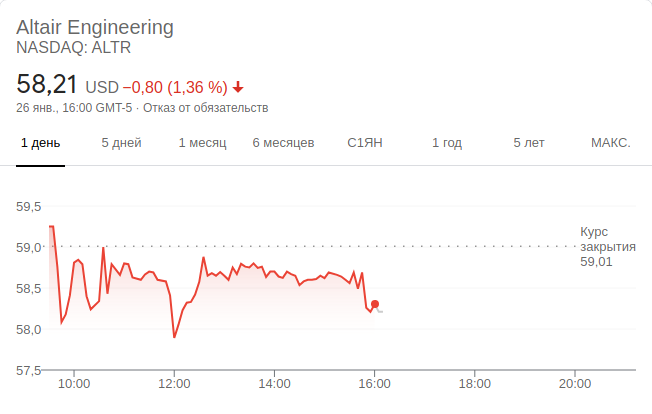 Altair Engineering
NASDAQ: ALTR
58,21 USD −0,80 (1,36 %)
26 янв., 16:00 GMT-5 · Отказ от обязательств
1 день 5 дней 1 месяц 6 месяцев С1ЯН 1 год 5 лет МАКС.
59,5
59,0
58,5
58,0
57,5
Курс
закрытия
59,01
10:00 12:00 14:00 16:00 18:00 20:00